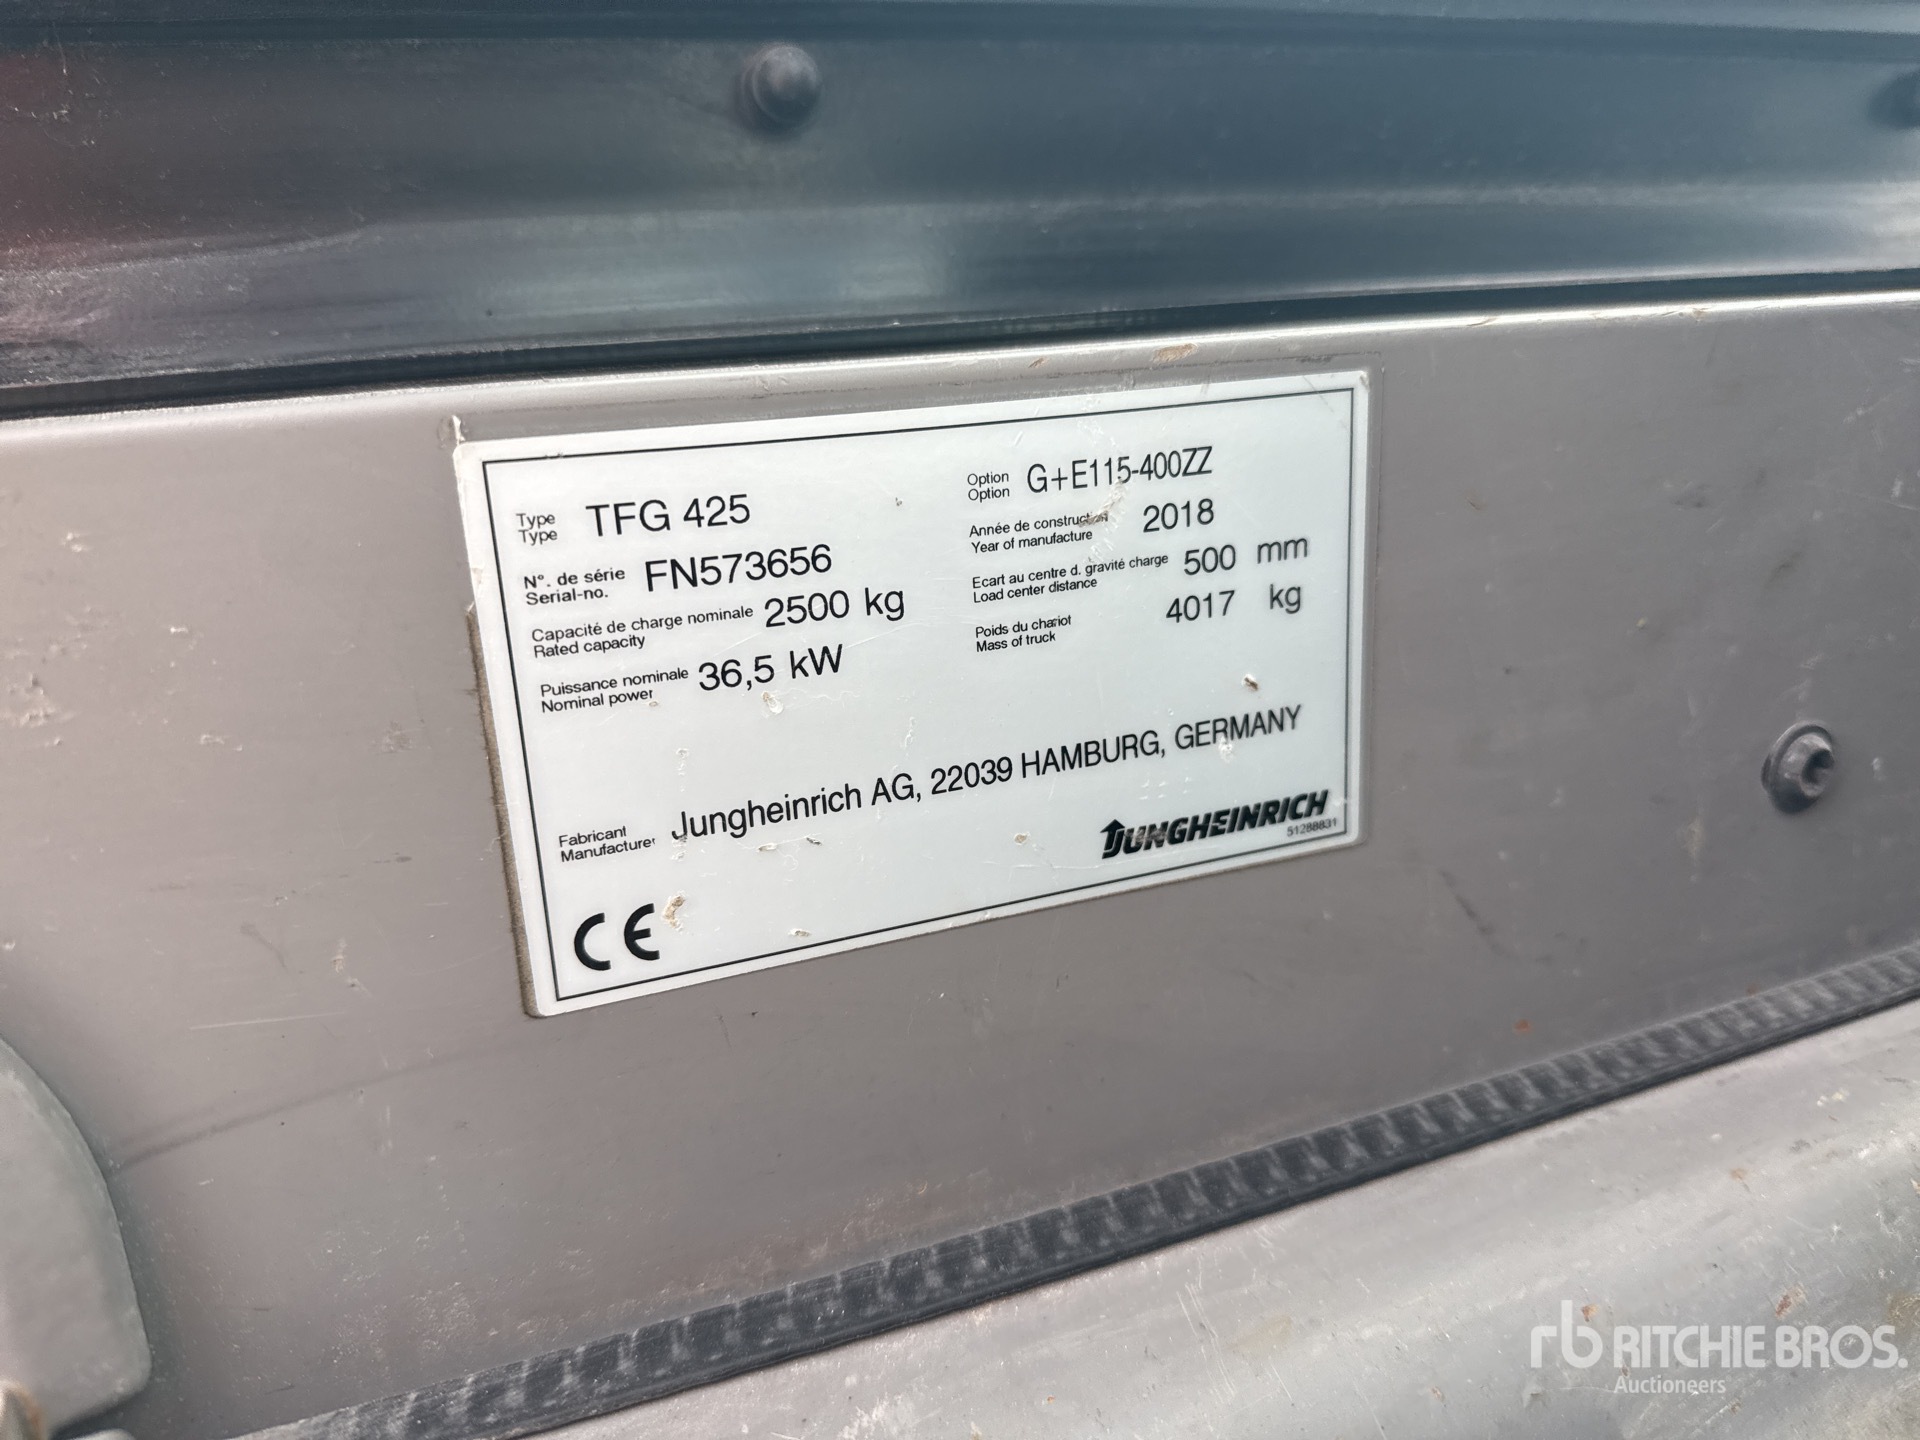 Type TFG 425
Type
N°. de série FN573656
Serial-no.
Capacité de charge nominale 2500 kg
Rated capacity
Puissance nominale 36,5 kW
Nominal power
Option G+E115-400ZZ
Option
Année de construction 2018
Year of manufacture
Ecart au centre d. gravité charge 500 mm
Load center distance
Poids du chariot 4017 kg
Mass of truck
Fabricant Jungheinrich AG, 22039 HAMBURG, GERMANY
Manufacturer
JUNGHEINRICH
51288831
CE
rb RITCHIE BROS.
Auctioneers